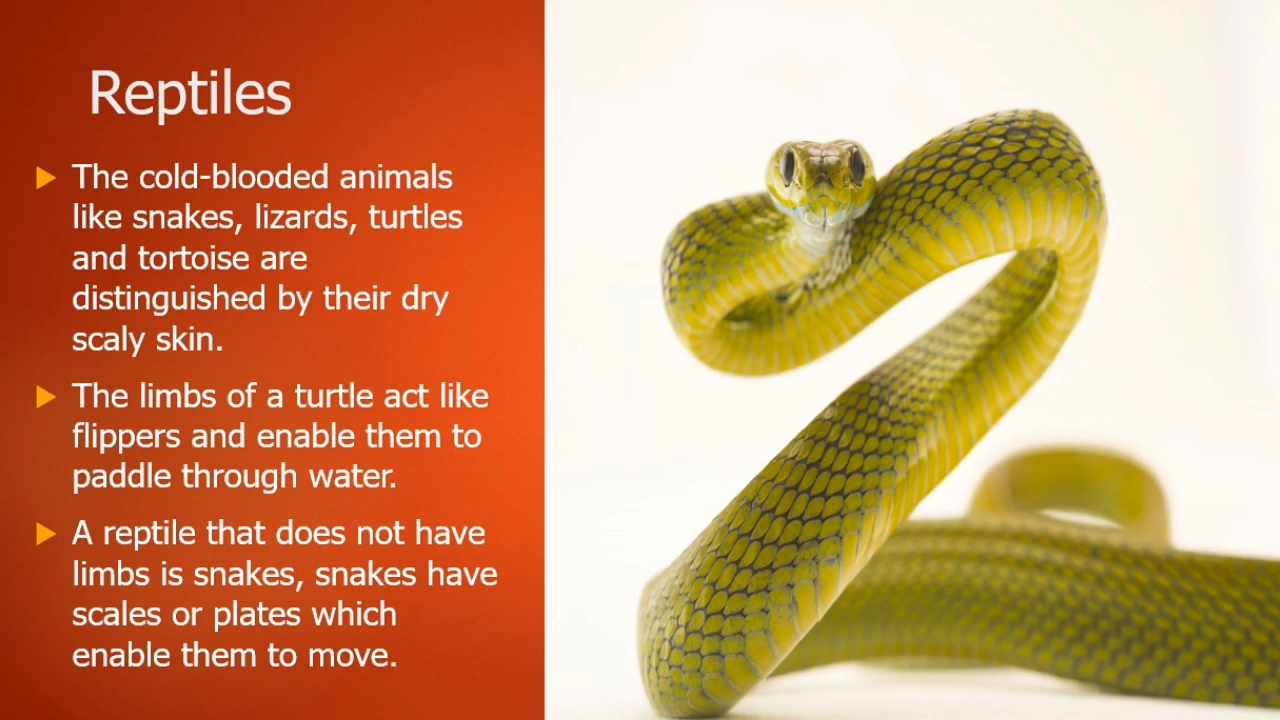 Reptiles
The cold-blooded animals
like snakes, lizards, turtles
and tortoise are
distinguished by their dry
scaly skin.
The limbs of a turtle act like
flippers and enable them to
paddle through water.
A reptile that does not have
limbs is snakes, snakes have
scales or plates which
enable them to move.